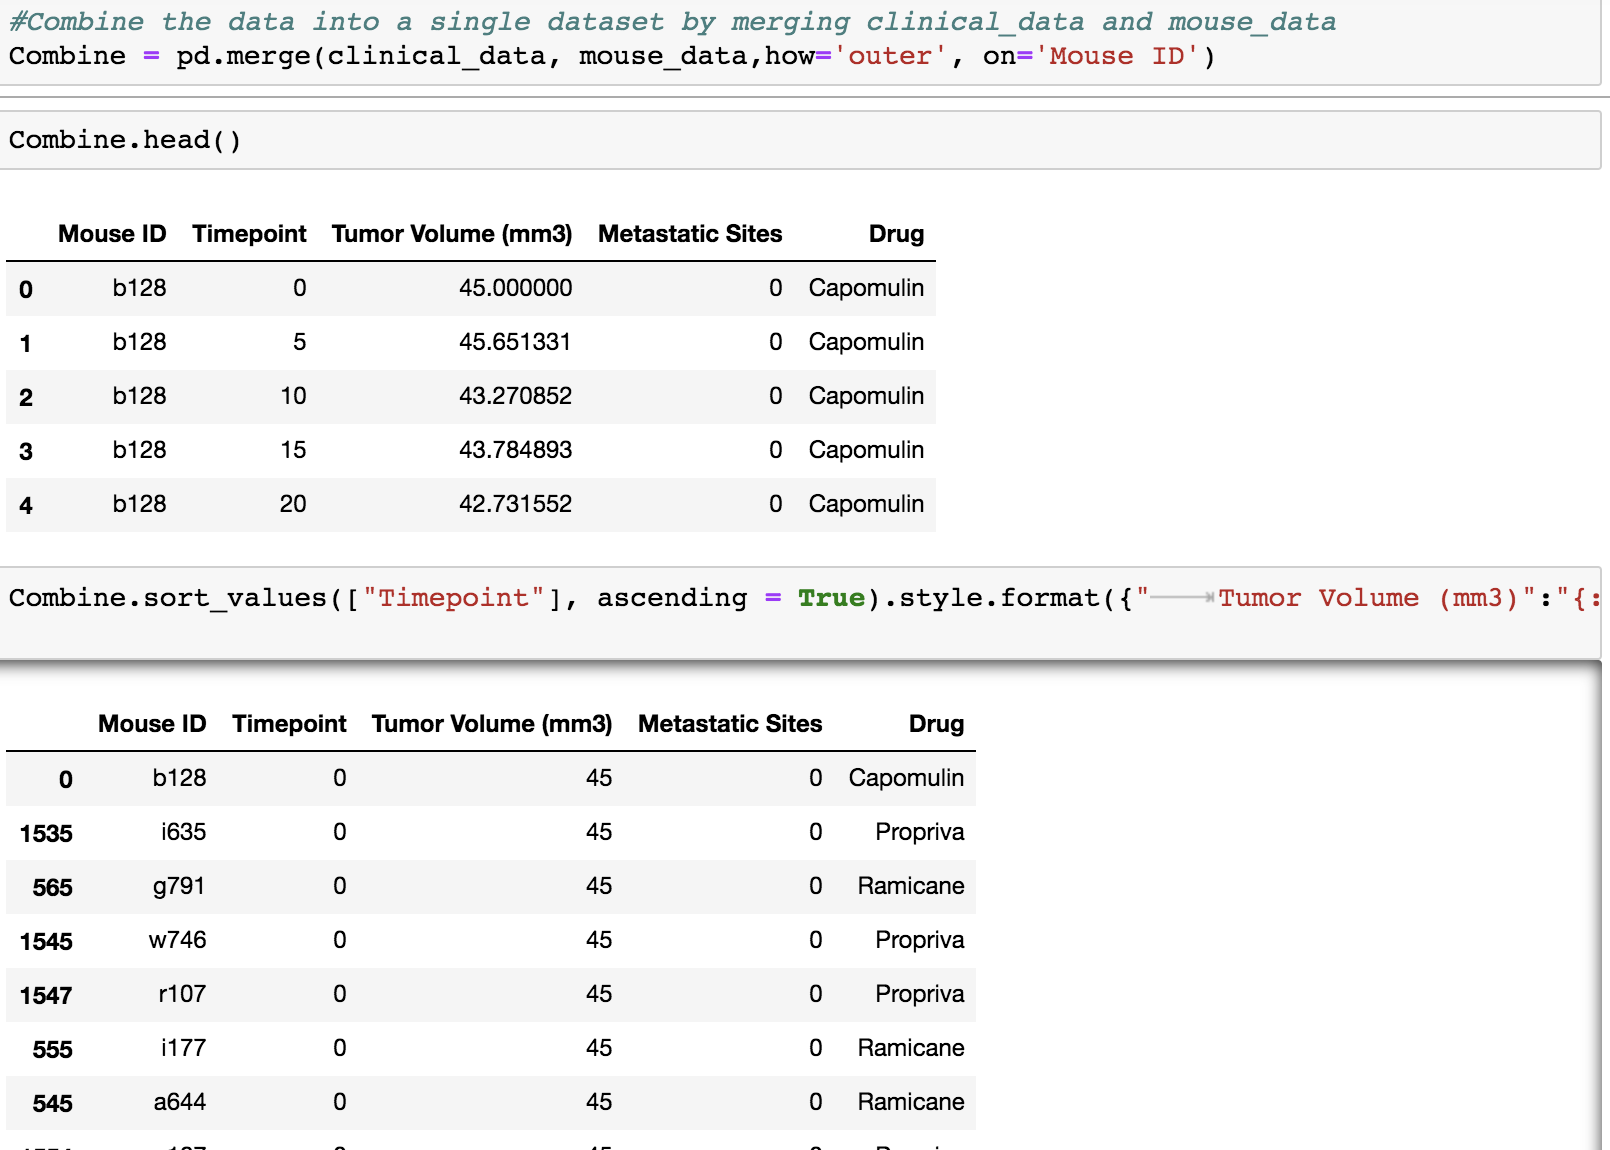 #Combine the data into a single dataset by merging clinical_data and mouse_data
Combine = pd.merge(clinical_data, mouse_data,how='outer', on='Mouse ID')
Combine.head()
Mouse ID Timepoint Tumor Volume (mm3) Metastatic Sites Drug
0 b128 0 45.000000 0 Capomulin
1 b128 5 45.651331 0 Capomulin
2 b128 10 43.270852 0 Capomulin
3 b128 15 43.784893 0 Capomulin
4 b128 20 42.731552 0 Capomulin
Combine.sort_values(["Timepoint"], ascending = True).style.format({"	Tumor Volume (mm3)":"{:
Mouse ID Timepoint Tumor Volume (mm3) Metastatic Sites Drug
0 b128 0 45 0 Capomulin
1535 i635 0 45 0 Propriva
565 g791 0 45 0 Ramicane
1545 w746 0 45 0 Propriva
1547 r107 0 45 0 Propriva
555 i177 0 45 0 Ramicane
545 a644 0 45 0 Ramicane